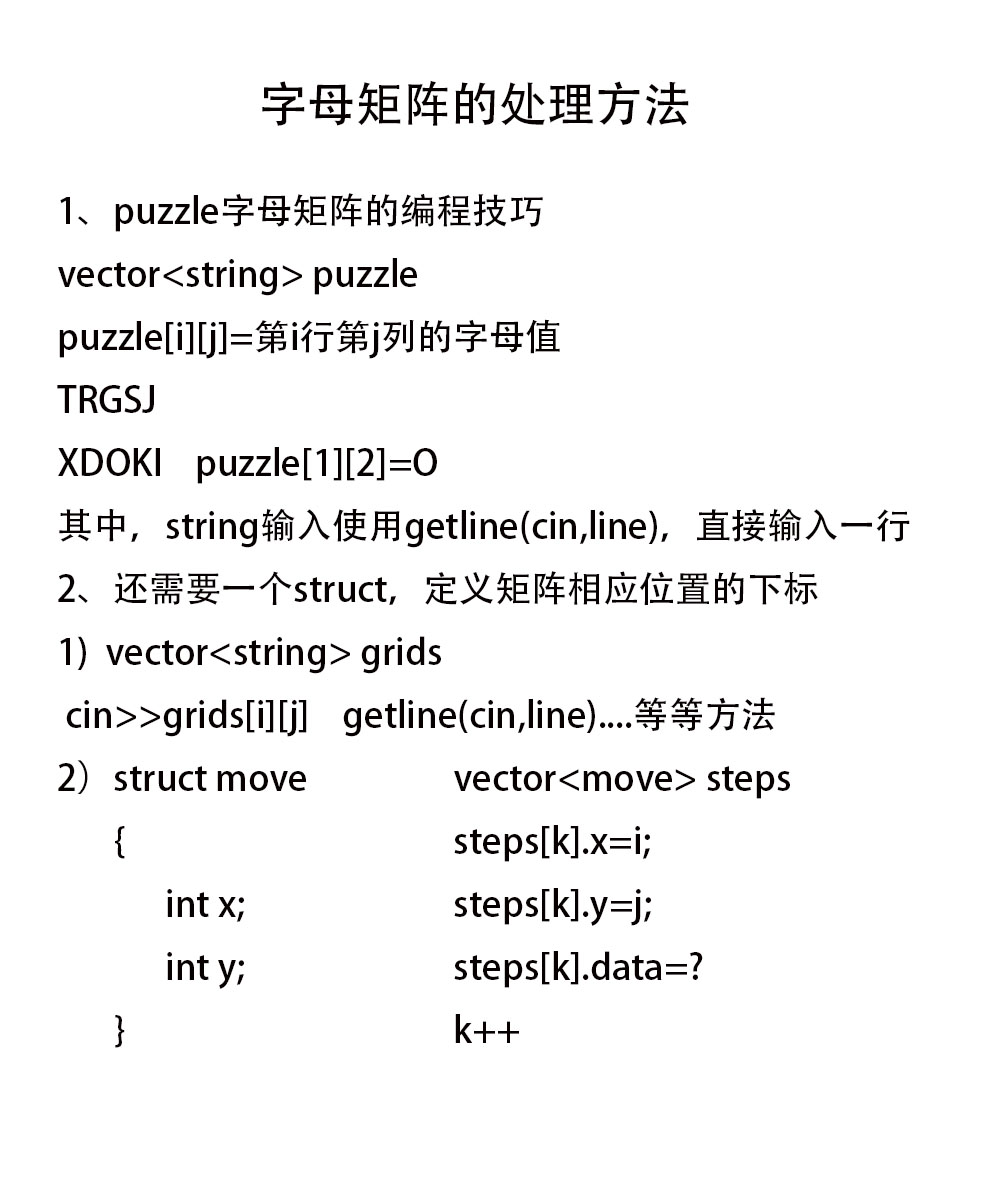 字母矩阵的处理方法
1、puzzle字母矩阵的编程技巧
vector<string> puzzle
puzzle[i][j]=第i行第j列的字母值
TRGSJ
XDOKI puzzle[1][2]=O
其中，string输入使用getline(cin,line)，直接输入一行
2、还需要一个struct，定义矩阵相应位置的下标
1) vector<string> grids
cin>>grids[i][j] getline(cin,line)....等等方法
2）struct move vector<move> steps
{ steps[k].x=i;
int x; steps[k].y=j;
int y; steps[k].data=?
} k++